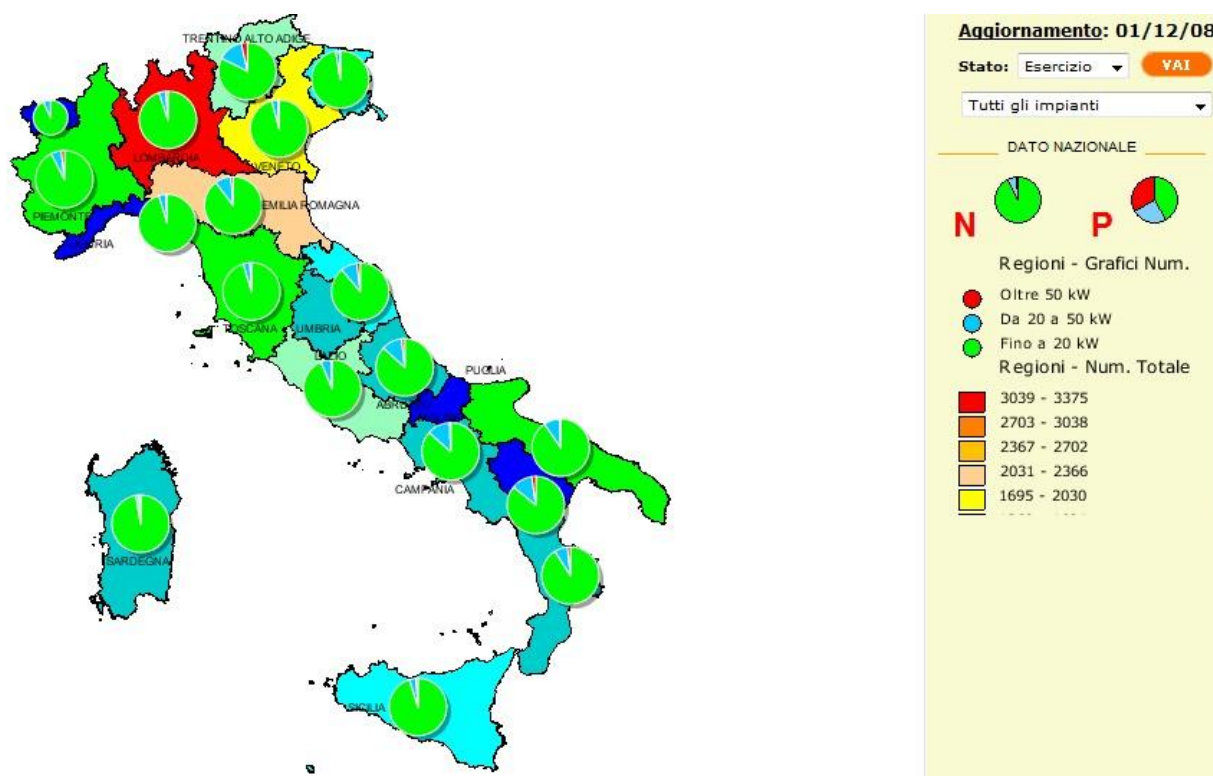 TRENTINO ALTO ADIGE
LOMBARDIA
VENETO
PIEMONTE
EMILIA ROMAGNA
TOSCANA
UMBRIA
PUGLIA
CAMPANIA
SARDEGNA
SICILIA
Aggiornamento: 01/12/08
Stato: Esercizio VAI
Tutti gli impianti
DATO NAZIONALE
N P
Regioni - Grafici Num.
Oltre 50 kW
Da 20 a 50 kW
Fino a 20 kW
Regioni - Num. Totale
3039 - 3375
2703 - 3038
2367 - 2702
2031 - 2366
1695 - 2030